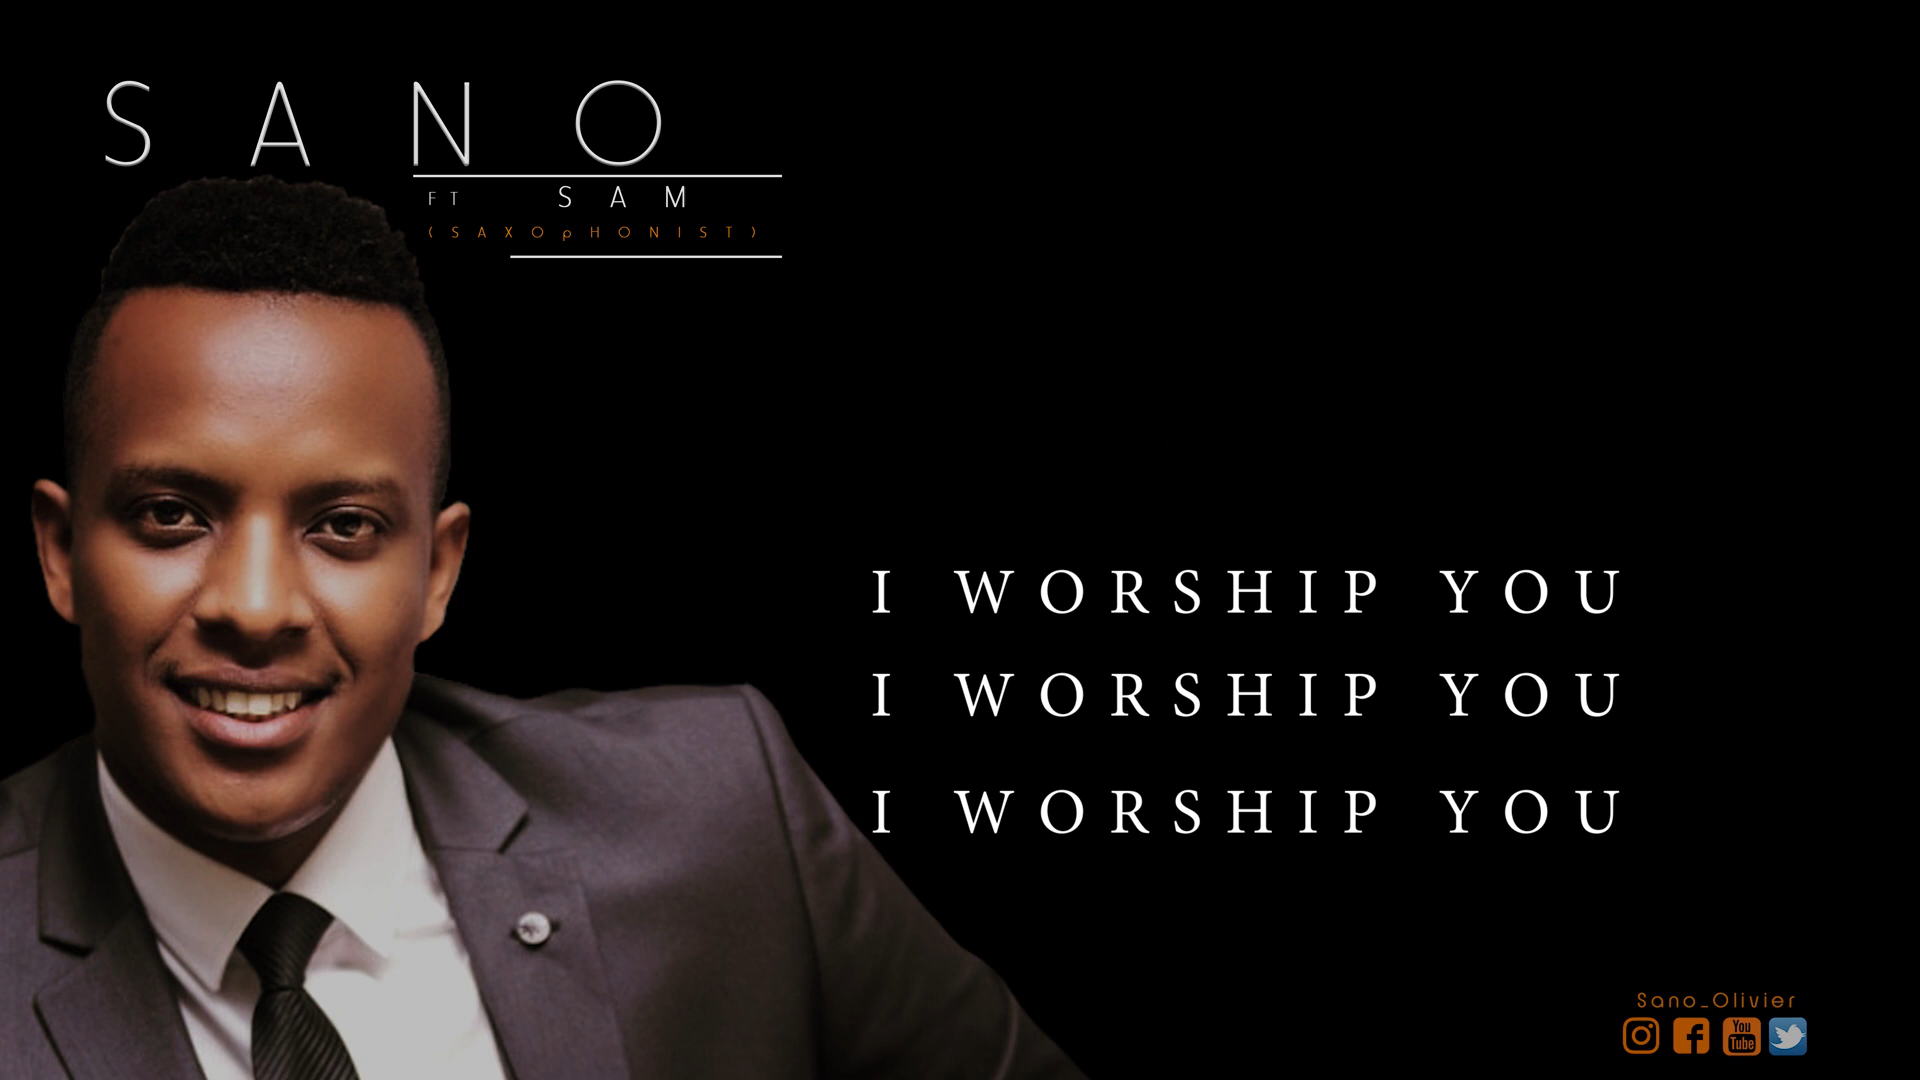 SANO
FT SAM
(SAXOpHONIST)
I WORSHIP YOU
I WORSHIP YOU
I WORSHIP YOU
Sano_Olivier
You
Tube